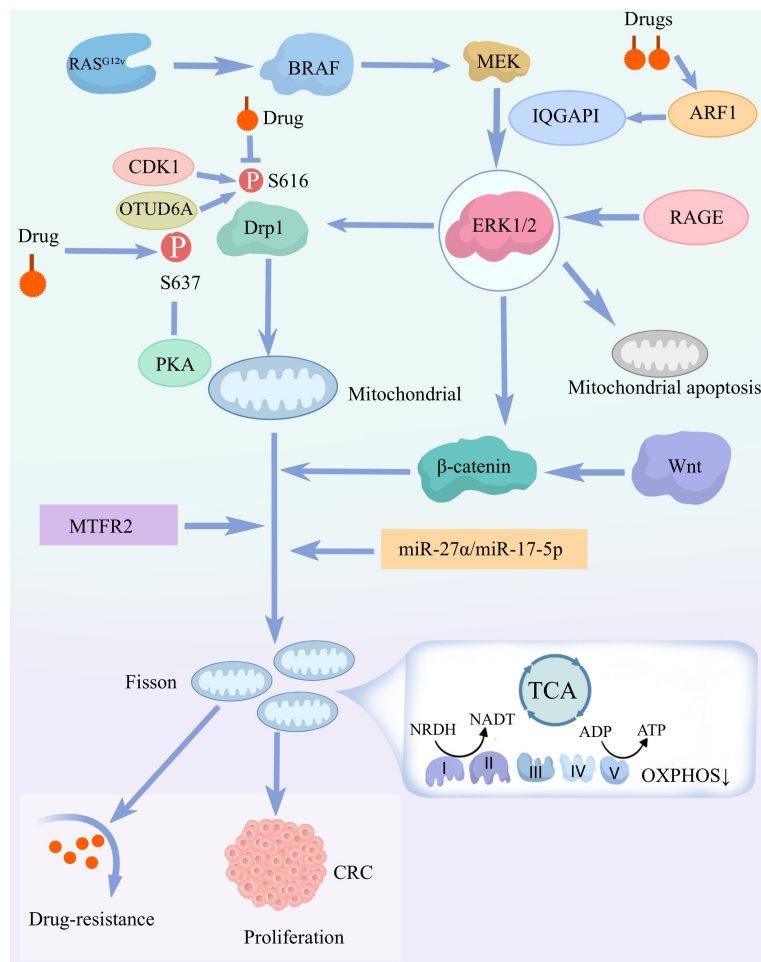 Drugs
RASG12v
BRAF
MEK
IQGAPI
ARF1
Drug
CDK1
P
S616
OTUD6A
Drp1
ERK1/2
RAGE
Drug
P
S637
PKA
Mitochondrial
Mitochondrial apoptosis
β-catenin
Wnt
MTFR2
miR-27α/miR-17-5p
Fisson
TCA
NRDH
NADT
ADP
ATP
I
II
III
IV
V
OXPHOS↓
CRC
Drug-resistance
Proliferation